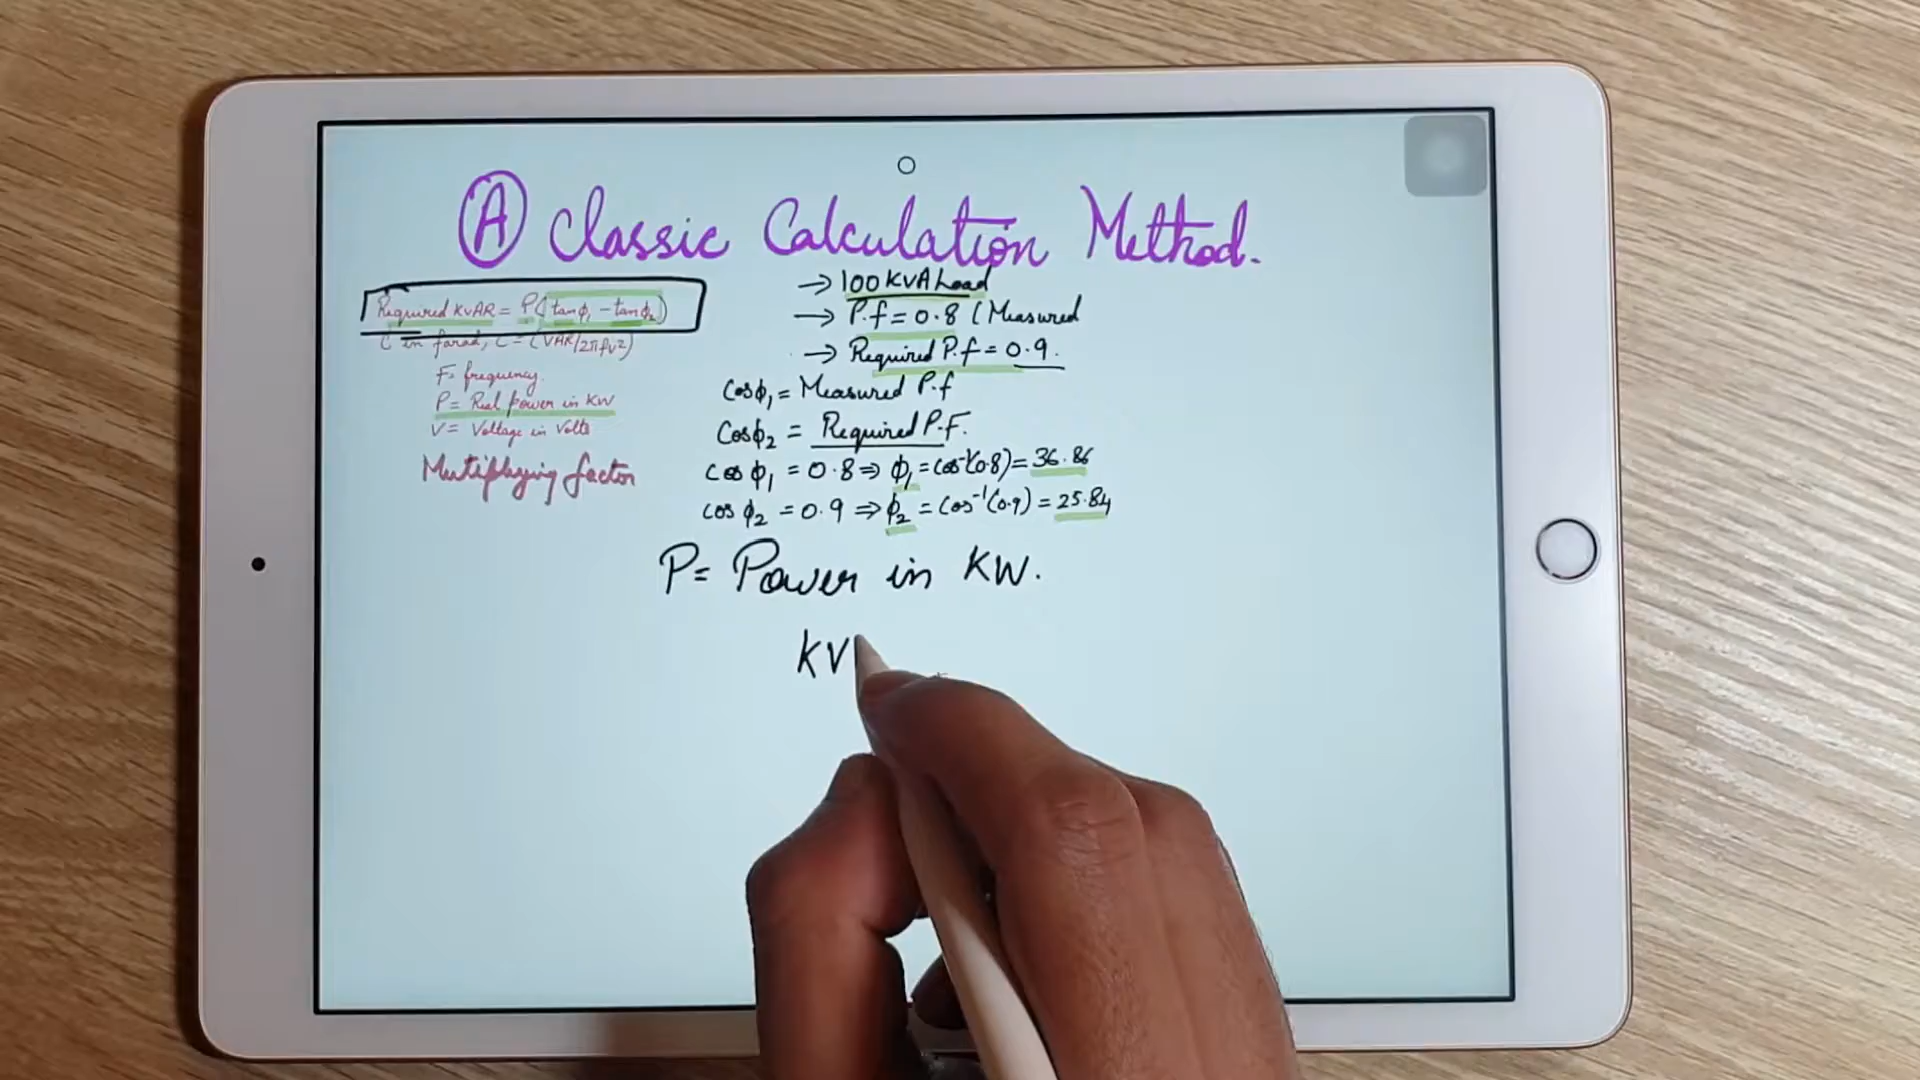 Ⓐ Classic Calculation Method.
Required KVAR = P(tanϕ₁ - tanϕ₂)
C in farad, C = (VAR/2πfv²)
F= frequency.
P= Real power in KW
V= Voltage in Volts
Multiplaying factor
→ 100 KVA Load
→ P.f = 0.8 (Measured
→ Required P.f = 0.9.
Cosϕ₁ = Measured P.f
Cosϕ₂ = Required P.F.
cos ϕ₁ = 0.8 ⇒ ϕ₁ = cos⁻¹(0.8) = 36.86
cos ϕ₂ = 0.9 ⇒ ϕ₂ = cos⁻¹(0.9) = 25.84
P= Power in KW.
KV